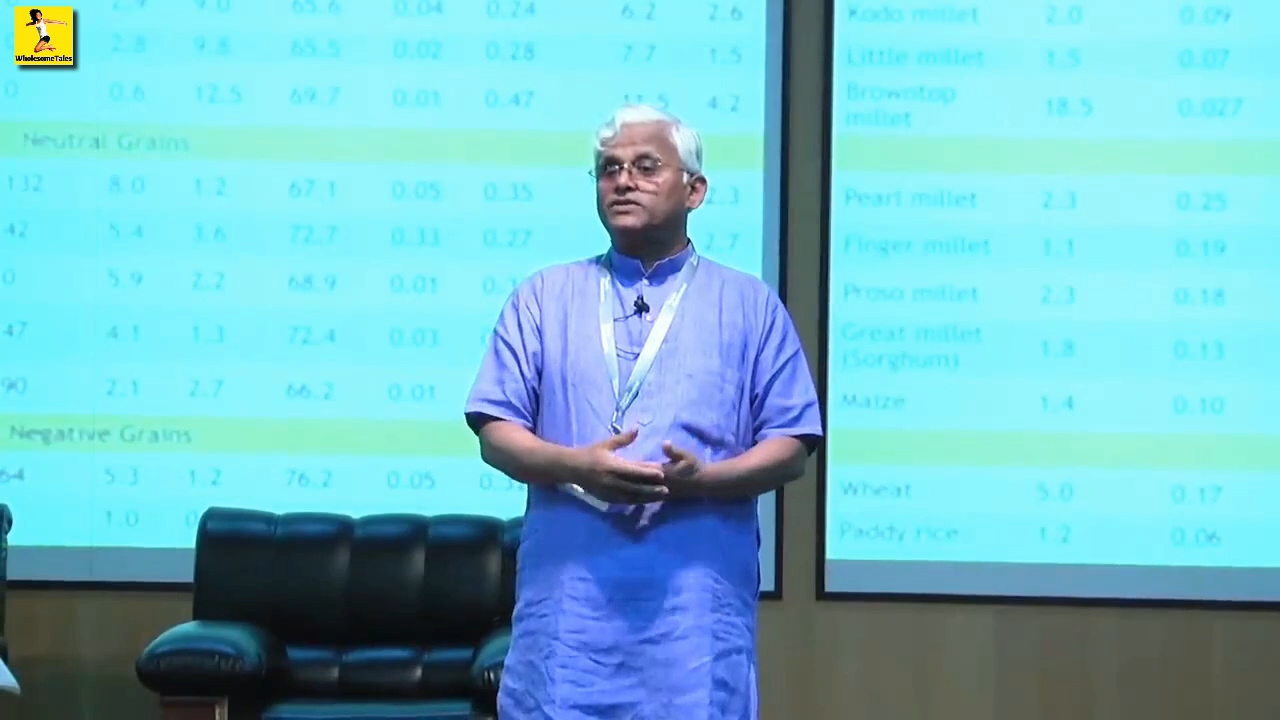 WholesomeTales
2.9 9.0 65.6 0.04 0.24 6.2 2.6
2.8 9.8 65.5 0.02 0.28 7.7 1.5
0 0.6 12.5 69.7 0.01 0.47 11.5 4.2
Neutral Grains
132 8.0 1.2 67.1 0.05 0.35 2.3
42 5.4 3.6 72.7 0.33 0.27 2.7
0 5.9 2.2 68.9 0.01
47 4.1 1.3 72.4 0.03
90 2.1 2.7 66.2 0.01
Negative Grains
64 5.3 1.2 76.2 0.05
1.0
Kodo millet 2.0 0.09
Little millet 1.5 0.07
Browntop
millet 18.5 0.027
Pearl millet 2.3 0.25
Finger millet 1.1 0.19
Proso millet 2.3 0.18
Great millet
(Sorghum) 1.8 0.13
Maize 1.4 0.10
Wheat 5.0 0.17
Paddy rice 1.2 0.06